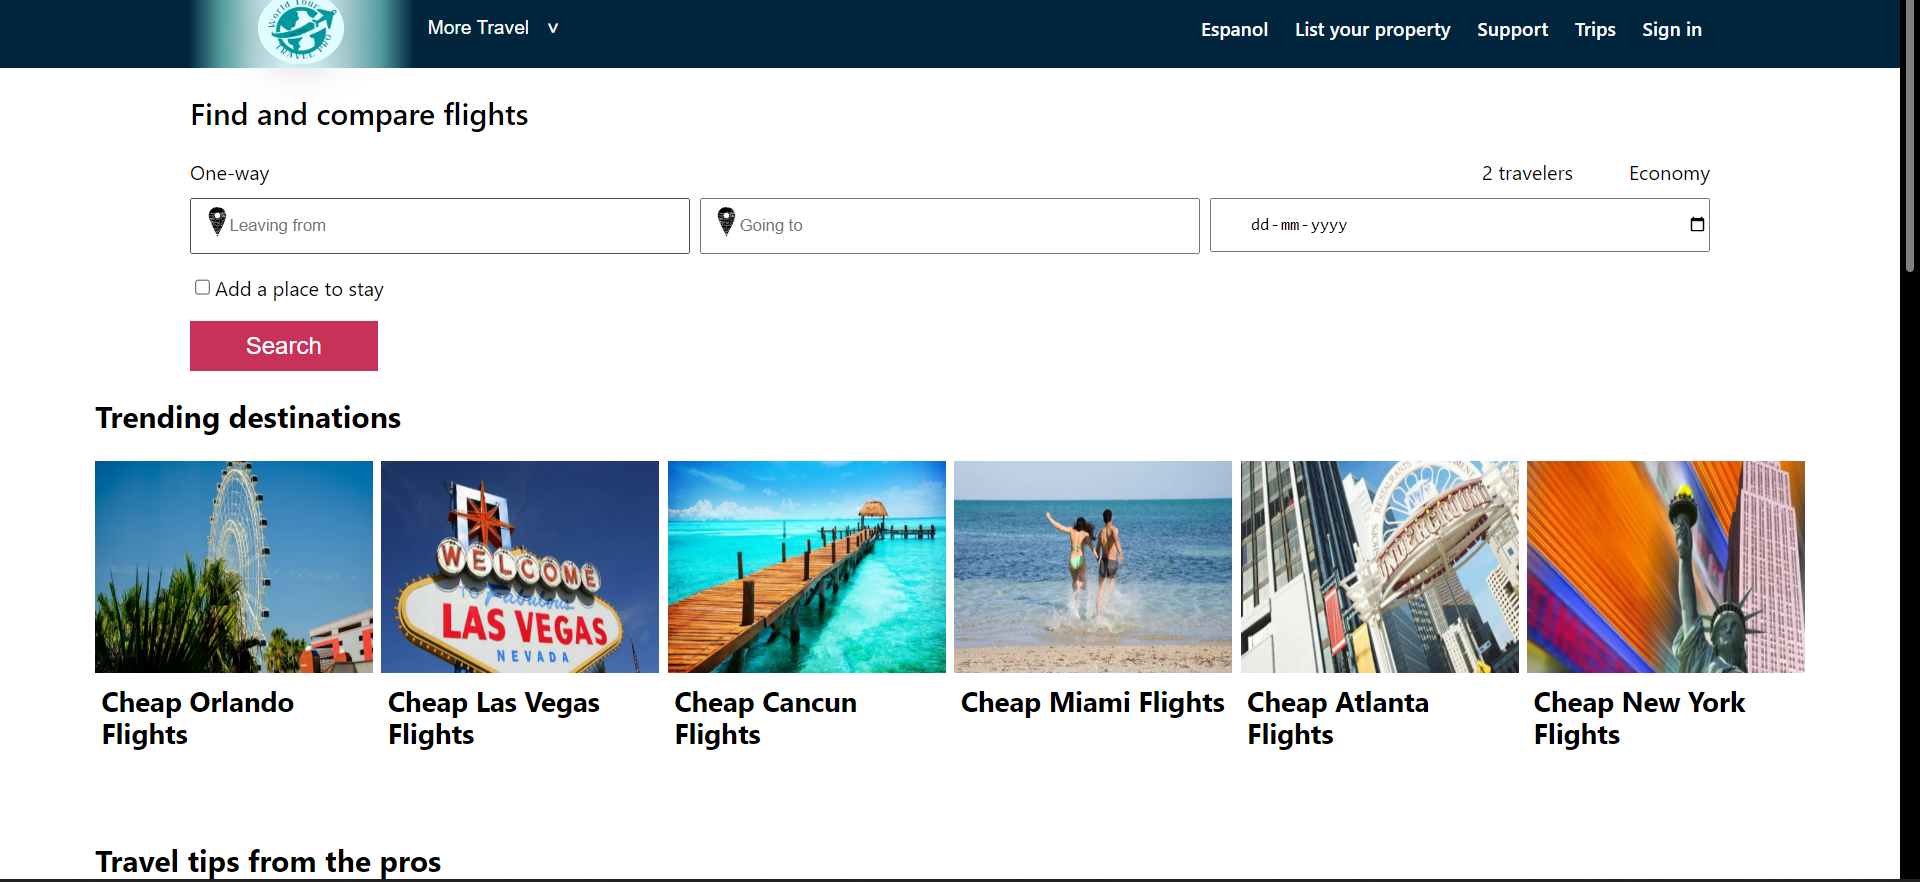 World Tour
TRAVEL PRO
More Travel v
Espanol List your property Support Trips Sign in
Find and compare flights
One-way
2 travelers Economy
Leaving from
Going to
dd-mm-yyyy
Add a place to stay
Search
Trending destinations
WELCOME
TO Fabulous
LAS VEGAS
NEVADA
RESTAURANTS
UNDERGROUND
Cheap Orlando
Flights
Cheap Las Vegas
Flights
Cheap Cancun
Flights
Cheap Miami Flights
Cheap Atlanta
Flights
Cheap New York
Flights
Travel tips from the pros